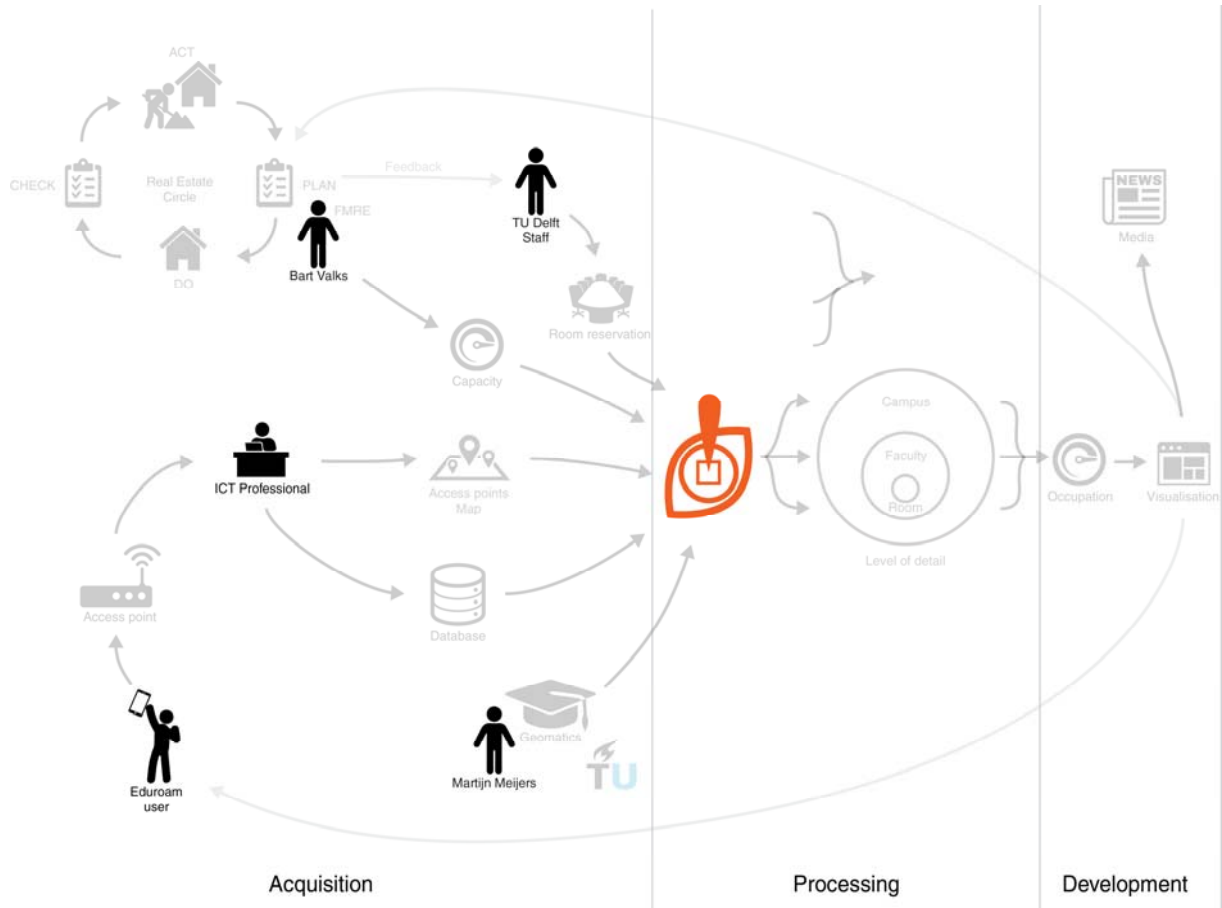 ACT
CHECK
Real Estate
Circle
PLAN
FMRE
DO
Feedback
TU Delft
Staff
Bart Valks
Room reservation
Capacity
ICT Professional
Access points
Map
Access point
Database
Eduroam
user
Martijn Meijers
Geomatics
TU
Campus
Faculty
Room
Level of detail
NEWS
Media
Occupation
Visualisation
Acquisition
Processing
Development